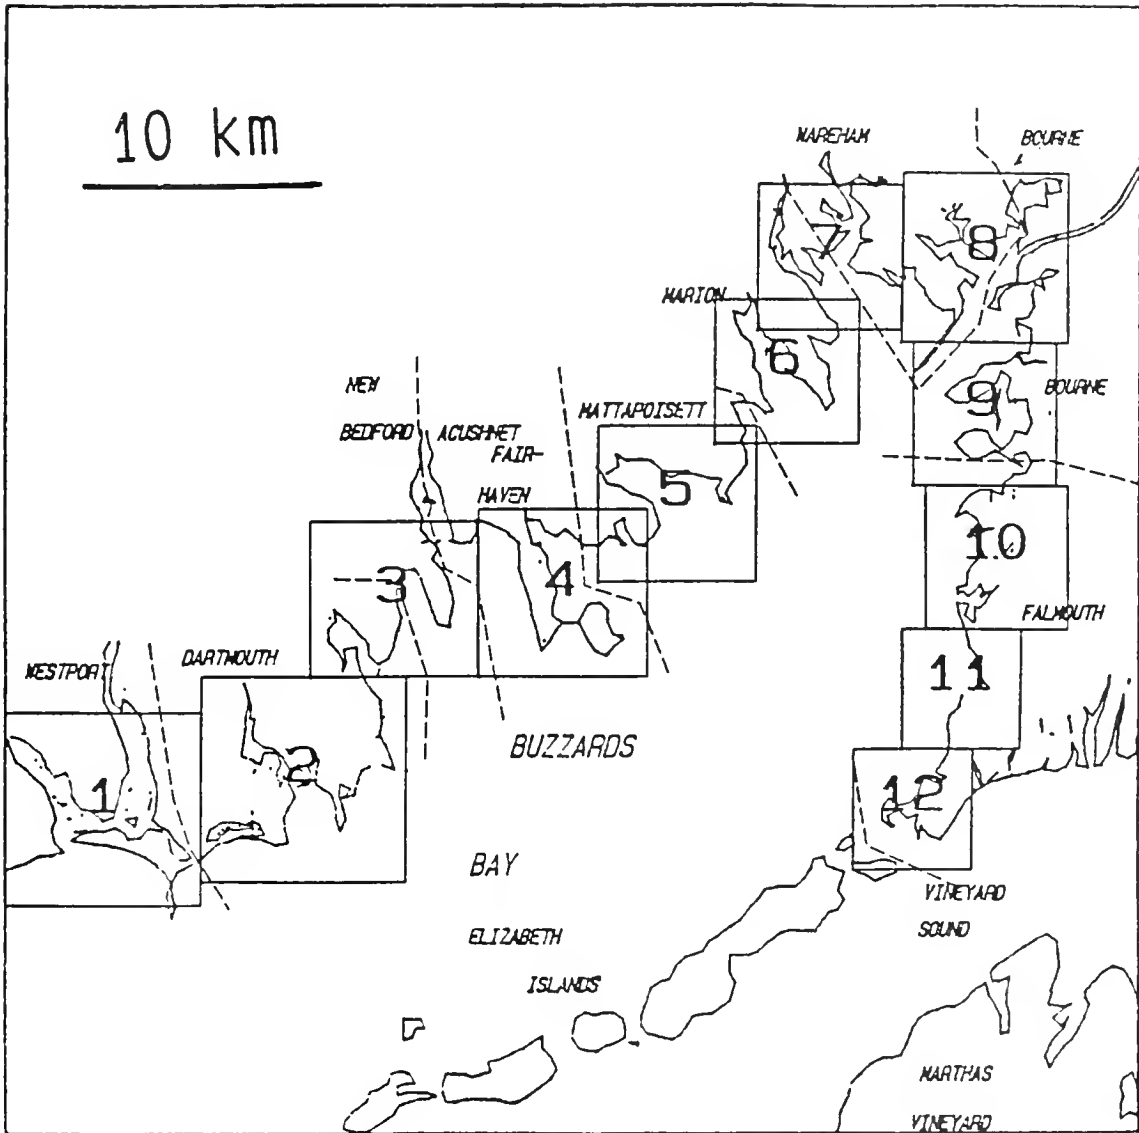 10 km
WAREHAM
BOURNE
7
8
MARION
6
NEW
BEDFORD ACUSHNET
FAIR-
HAVEN
MATTAPOISETT
9
BOURNE
5
10
3
4
FALMOUTH
WESTPORT
DARTMOUTH
11
BUZZARDS
1
2
12
BAY
VINEYARD
SOUND
ELIZABETH
ISLANDS
MARTHAS
VINEYARD